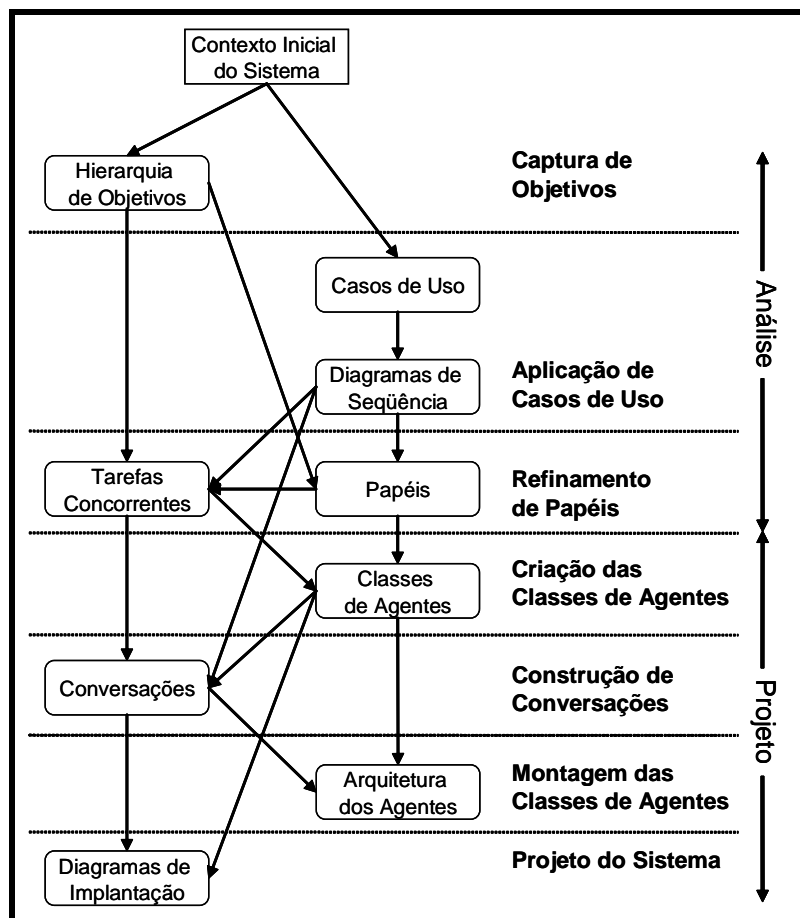 Contexto Inicial
do Sistema
Hierarquia
de Objetivos
Captura de
Objetivos
Casos de Uso
Diagramas de
Seqüência
Aplicação de
Casos de Uso
Tarefas
Concorrentes
Papéis
Refinamento
de Papéis
Análise
Classes
de Agentes
Criação das
Classes de Agentes
Conversações
Construção de
Conversações
Arquitetura
dos Agentes
Montagem das
Classes de Agentes
Diagramas de
Implantação
Projeto do Sistema
Projeto